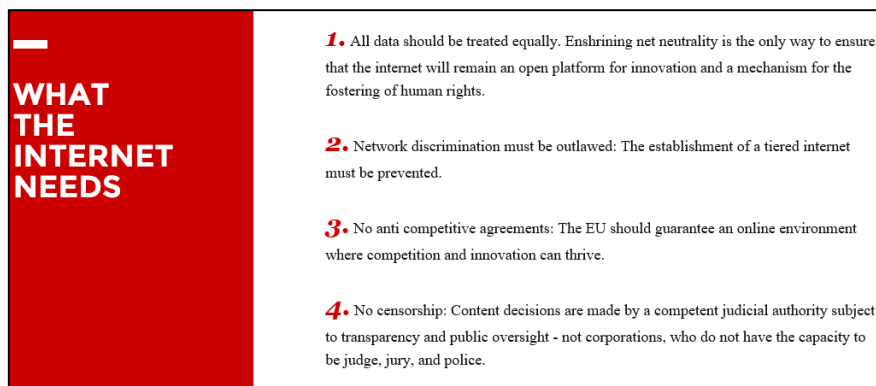 WHAT
THE
INTERNET
NEEDS
1. All data should be treated equally. Enshrining net neutrality is the only way to ensure
that the internet will remain an open platform for innovation and a mechanism for the
fostering of human rights.
2. Network discrimination must be outlawed: The establishment of a tiered internet
must be prevented.
3. No anti competitive agreements: The EU should guarantee an online environment
where competition and innovation can thrive.
4. No censorship: Content decisions are made by a competent judicial authority subject
to transparency and public oversight - not corporations, who do not have the capacity to
be judge, jury, and police.